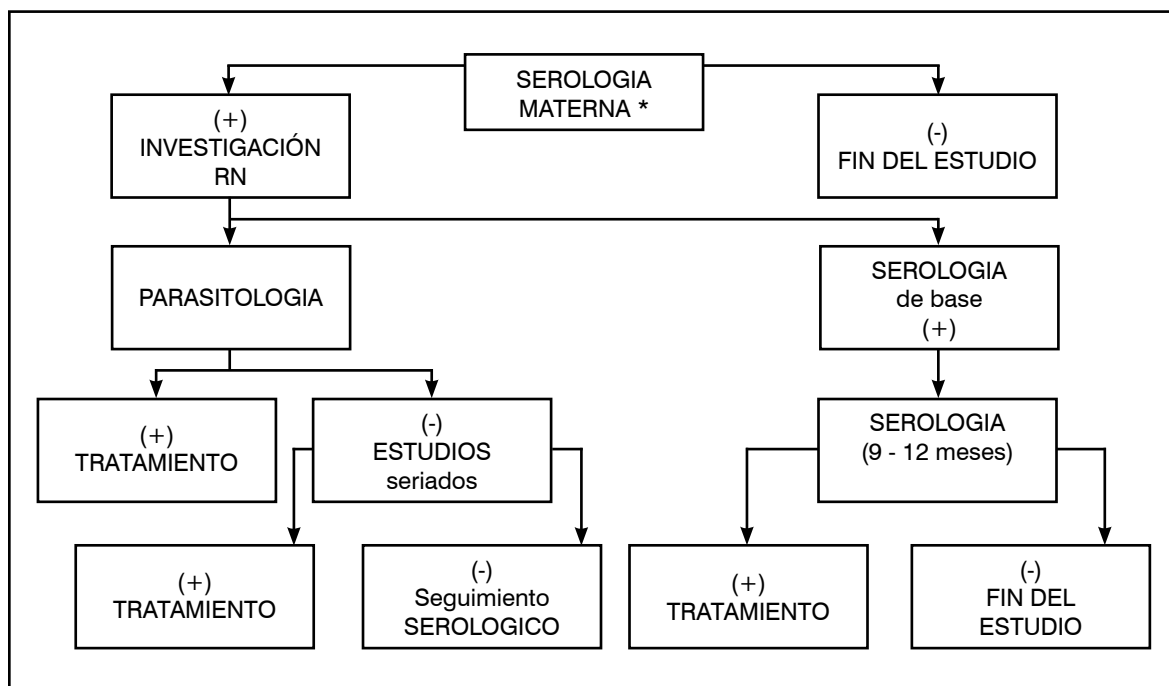 SEROLOGIA
MATERNA *
(+)
INVESTIGACIÓN
RN
(-)
FIN DEL ESTUDIO
PARASITOLOGIA
SEROLOGIA
de base
(+)
(+)
TRATAMIENTO
(-)
ESTUDIOS
seriados
SEROLOGIA
(9 - 12 meses)
(+)
TRATAMIENTO
(-)
Seguimiento
SEROLOGICO
(+)
TRATAMIENTO
(-)
FIN DEL
ESTUDIO